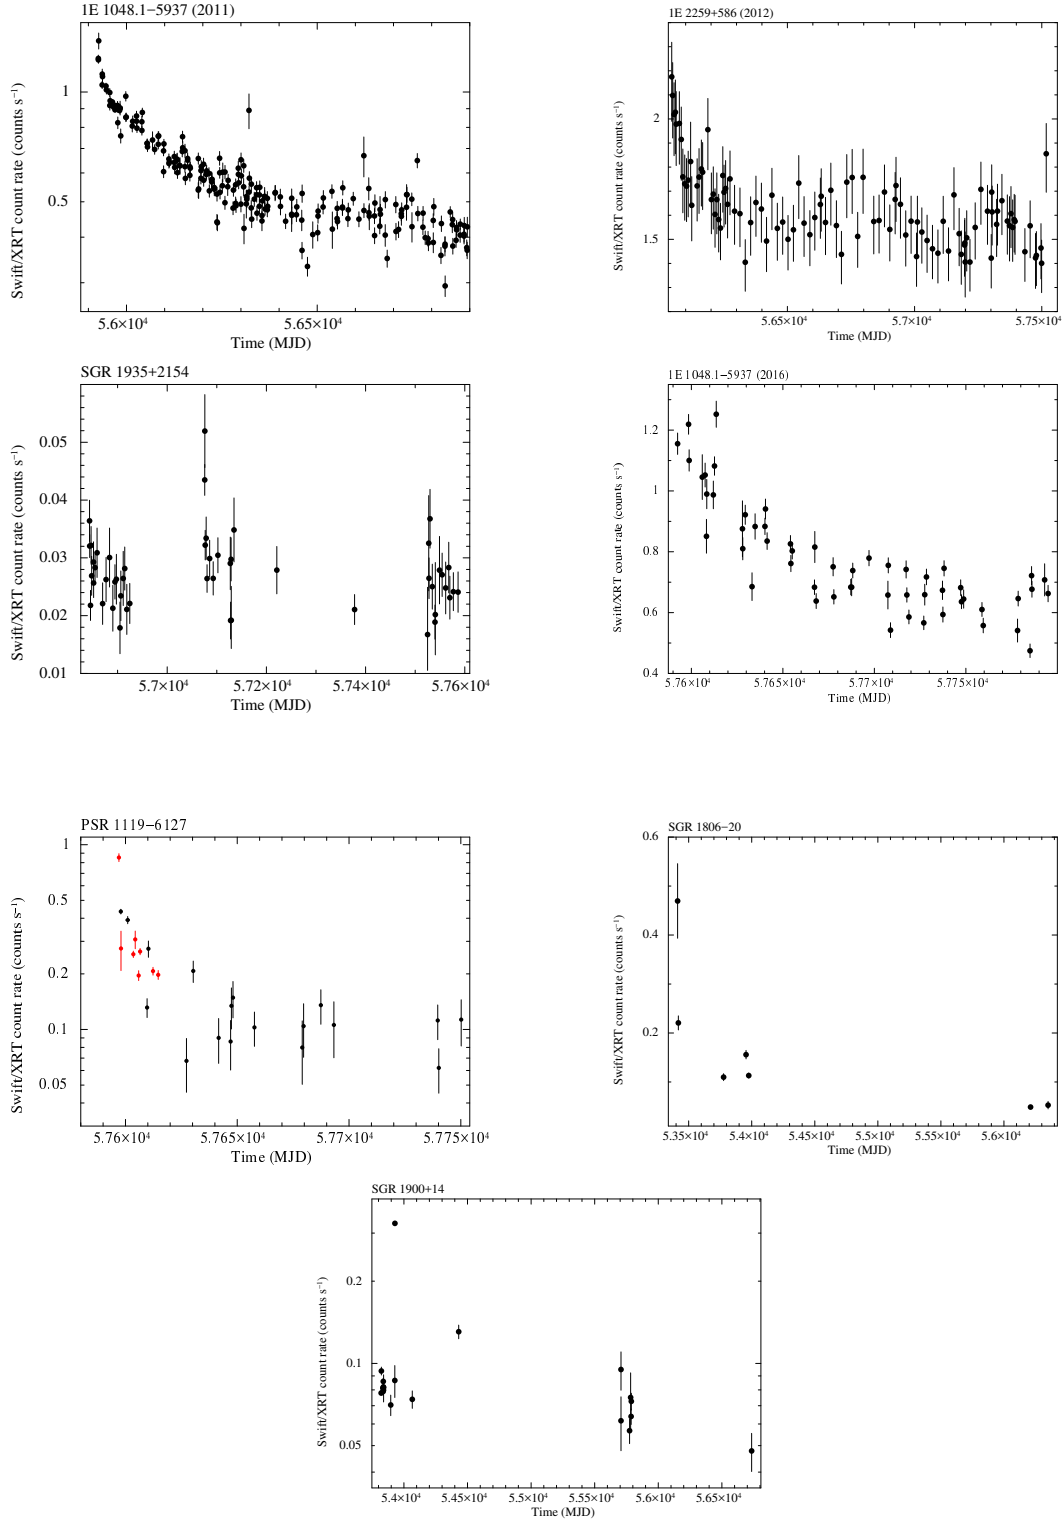 1E 1048.1−5937 (2011)
Swift/XRT count rate (counts s⁻¹)
1
0.5
5.6×10⁴
5.65×10⁴
Time (MJD)
1E 2259+586 (2012)
Swift/XRT count rate (counts s⁻¹)
2
1.5
5.65×10⁴
5.7×10⁴
5.75×10⁴
Time (MJD)
SGR 1935+2154
Swift/XRT count rate (counts s⁻¹)
0.05
0.04
0.03
0.02
0.01
5.7×10⁴
5.72×10⁴
5.74×10⁴
5.76×10⁴
Time (MJD)
1E 1048.1−5937 (2016)
Swift/XRT count rate (counts s⁻¹)
1.2
1
0.8
0.6
0.4
5.76×10⁴
5.765×10⁴
5.77×10⁴
5.775×10⁴
Time (MJD)
PSR 1119−6127
Swift/XRT count rate (counts s⁻¹)
1
0.5
0.2
0.1
0.05
5.76×10⁴
5.765×10⁴
5.77×10⁴
5.775×10⁴
Time (MJD)
SGR 1806−20
Swift/XRT count rate (counts s⁻¹)
0.6
0.4
0.2
5.35×10⁴
5.4×10⁴
5.45×10⁴
5.5×10⁴
5.55×10⁴
5.6×10⁴
Time (MJD)
SGR 1900+14
Swift/XRT count rate (counts s⁻¹)
0.2
0.1
0.05
5.4×10⁴
5.45×10⁴
5.5×10⁴
5.55×10⁴
5.6×10⁴
5.65×10⁴
Time (MJD)